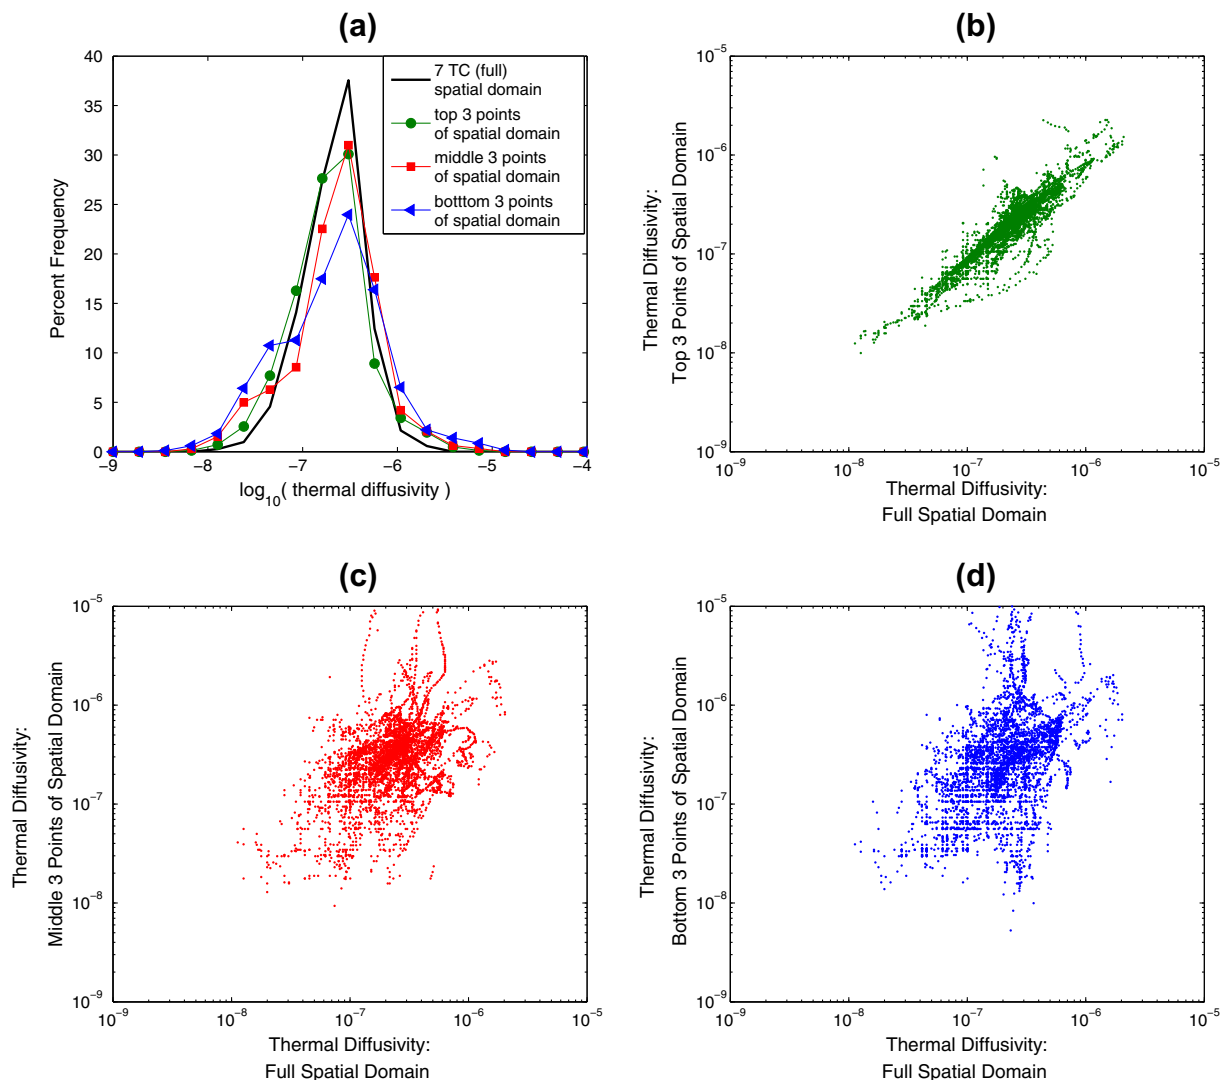 (a)
40
35
30
25
20
15
10
5
0
Percent Frequency
7 TC (full)
spatial domain
top 3 points
of spatial domain
middle 3 points
of spatial domain
botttom 3 points
of spatial domain
-9
-8
-7
-6
-5
-4
log10( thermal diffusivity )
(b)
Thermal Diffusivity:
Top 3 Points of Spatial Domain
10-5
10-6
10-7
10-8
10-9
10-9
10-8
10-7
10-6
10-5
Thermal Diffusivity:
Full Spatial Domain
(c)
Thermal Diffusivity:
Middle 3 Points of Spatial Domain
10-5
10-6
10-7
10-8
10-9
10-9
10-8
10-7
10-6
10-5
Thermal Diffusivity:
Full Spatial Domain
(d)
Thermal Diffusivity:
Bottom 3 Points of Spatial Domain
10-5
10-6
10-7
10-8
10-9
10-9
10-8
10-7
10-6
10-5
Thermal Diffusivity:
Full Spatial Domain